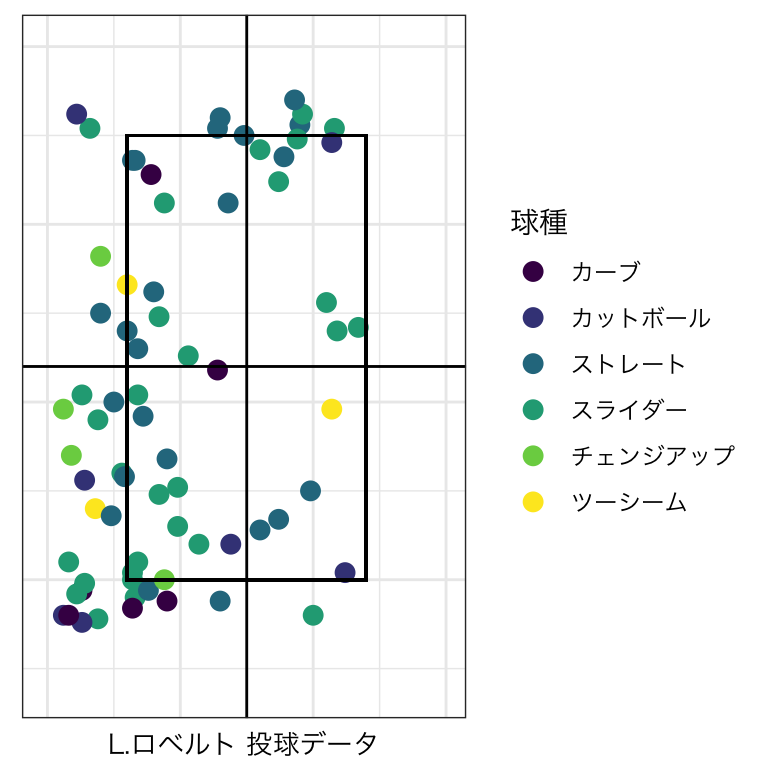 球種
カーブ
カットボール
ストレート
スライダー
チェンジアップ
ツーシーム
L.ロベルト 投球データ